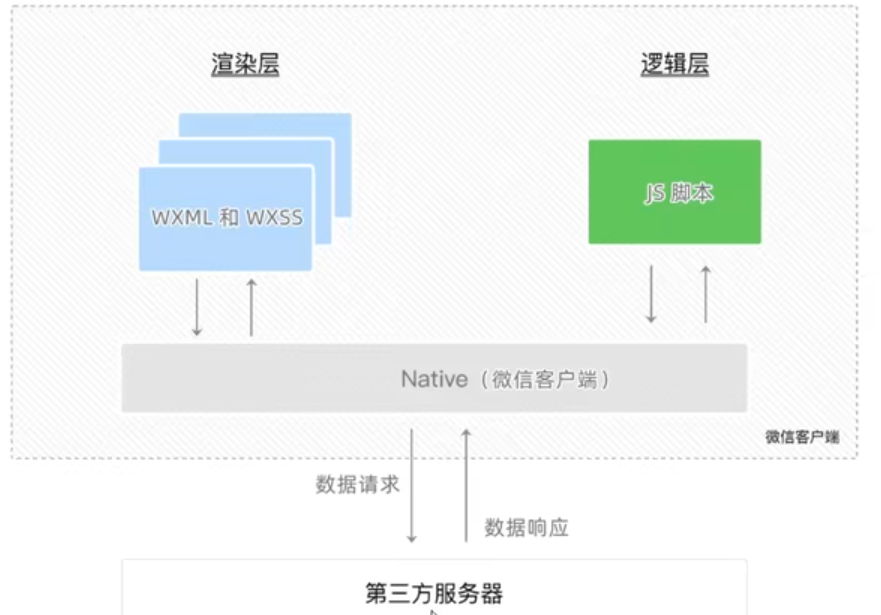 渲染层
逻辑层
WXML 和 WXSS
JS 脚本
Native（微信客户端）
微信客户端
数据请求
数据响应
第三方服务器